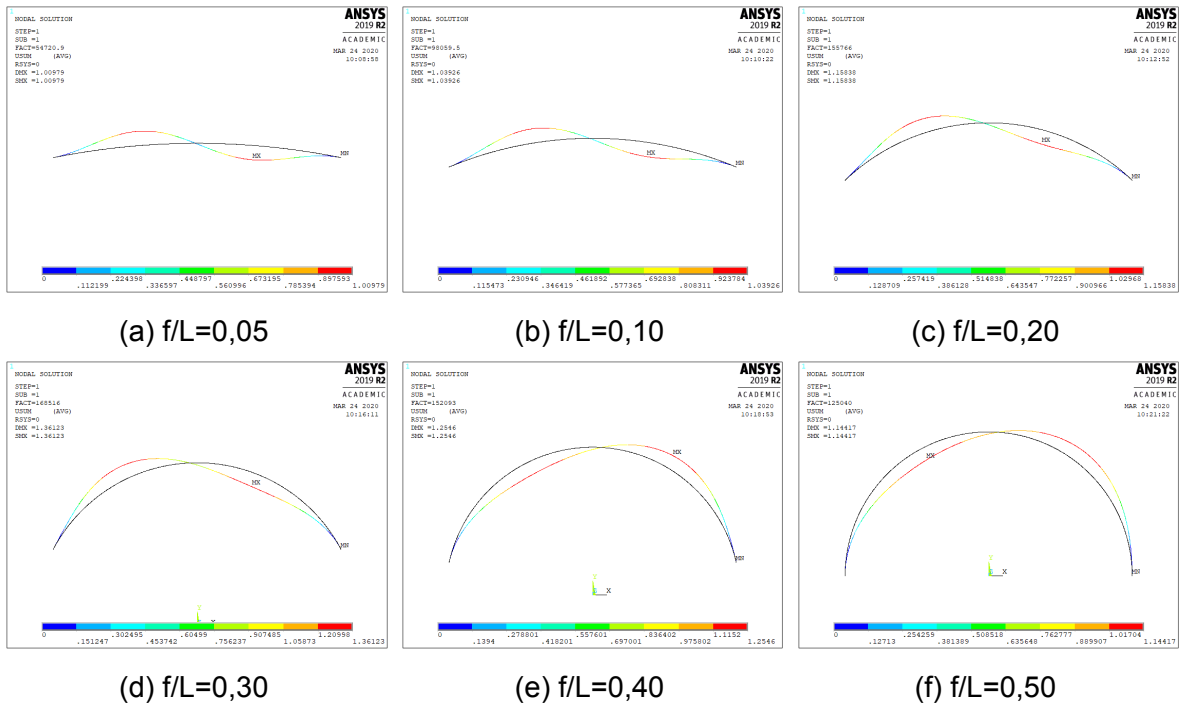 1
NODAL SOLUTION
STEP=1
SUB =1
FACT=54720.9
USUM (AVG)
RSYS=0
DMX =1.00979
SMX =1.00979
ANSYS
2019 R2
ACADEMIC
MAR 24 2020
10:08:58
MX
MN
0 .224398 .448797 .673195 .897593
.112199 .336597 .560996 .785394 1.00979
(a) f/L=0,05
1
NODAL SOLUTION
STEP=1
SUB =1
FACT=98059.5
USUM (AVG)
RSYS=0
DMX =1.03926
SMX =1.03926
ANSYS
2019 R2
ACADEMIC
MAR 24 2020
10:10:22
MX
MN
0 .230946 .461892 .692838 .923784
.115473 .346419 .577365 .808311 1.03926
(b) f/L=0,10
1
NODAL SOLUTION
STEP=1
SUB =1
FACT=155766
USUM (AVG)
RSYS=0
DMX =1.15838
SMX =1.15838
ANSYS
2019 R2
ACADEMIC
MAR 24 2020
10:12:52
MX
MN
0 .257419 .514838 .772257 1.02968
.128709 .386128 .643547 .900966 1.15838
(c) f/L=0,20
1
NODAL SOLUTION
STEP=1
SUB =1
FACT=168516
USUM (AVG)
RSYS=0
DMX =1.36123
SMX =1.36123
ANSYS
2019 R2
ACADEMIC
MAR 24 2020
10:16:11
MX
MN
Y
0 .302495 .60499 .907485 1.20998
.151247 .453742 .756237 1.05873 1.36123
(d) f/L=0,30
1
NODAL SOLUTION
STEP=1
SUB =1
FACT=152093
USUM (AVG)
RSYS=0
DMX =1.2546
SMX =1.2546
ANSYS
2019 R2
ACADEMIC
MAR 24 2020
10:18:53
MX
MN
Y
Z X
0 .278801 .557601 .836402 1.1152
.1394 .418201 .697001 .975802 1.2546
(e) f/L=0,40
1
NODAL SOLUTION
STEP=1
SUB =1
FACT=125040
USUM (AVG)
RSYS=0
DMX =1.14417
SMX =1.14417
ANSYS
2019 R2
ACADEMIC
MAR 24 2020
10:21:22
MX
MN
Y
Z X
0 .254259 .508518 .762777 1.01704
.12713 .381389 .635648 .889907 1.14417
(f) f/L=0,50